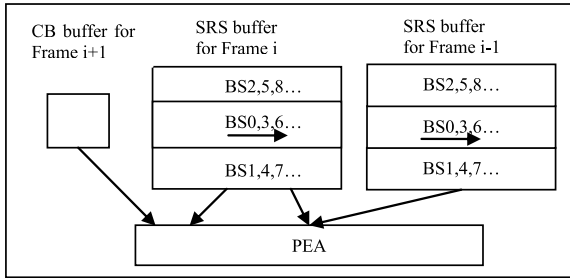 CB buffer for
Frame i+1
SRS buffer
for Frame i
SRS buffer
for Frame i-1
BS2,5,8…
BS0,3,6…
BS1,4,7…
BS2,5,8…
BS0,3,6…
BS1,4,7…
PEA